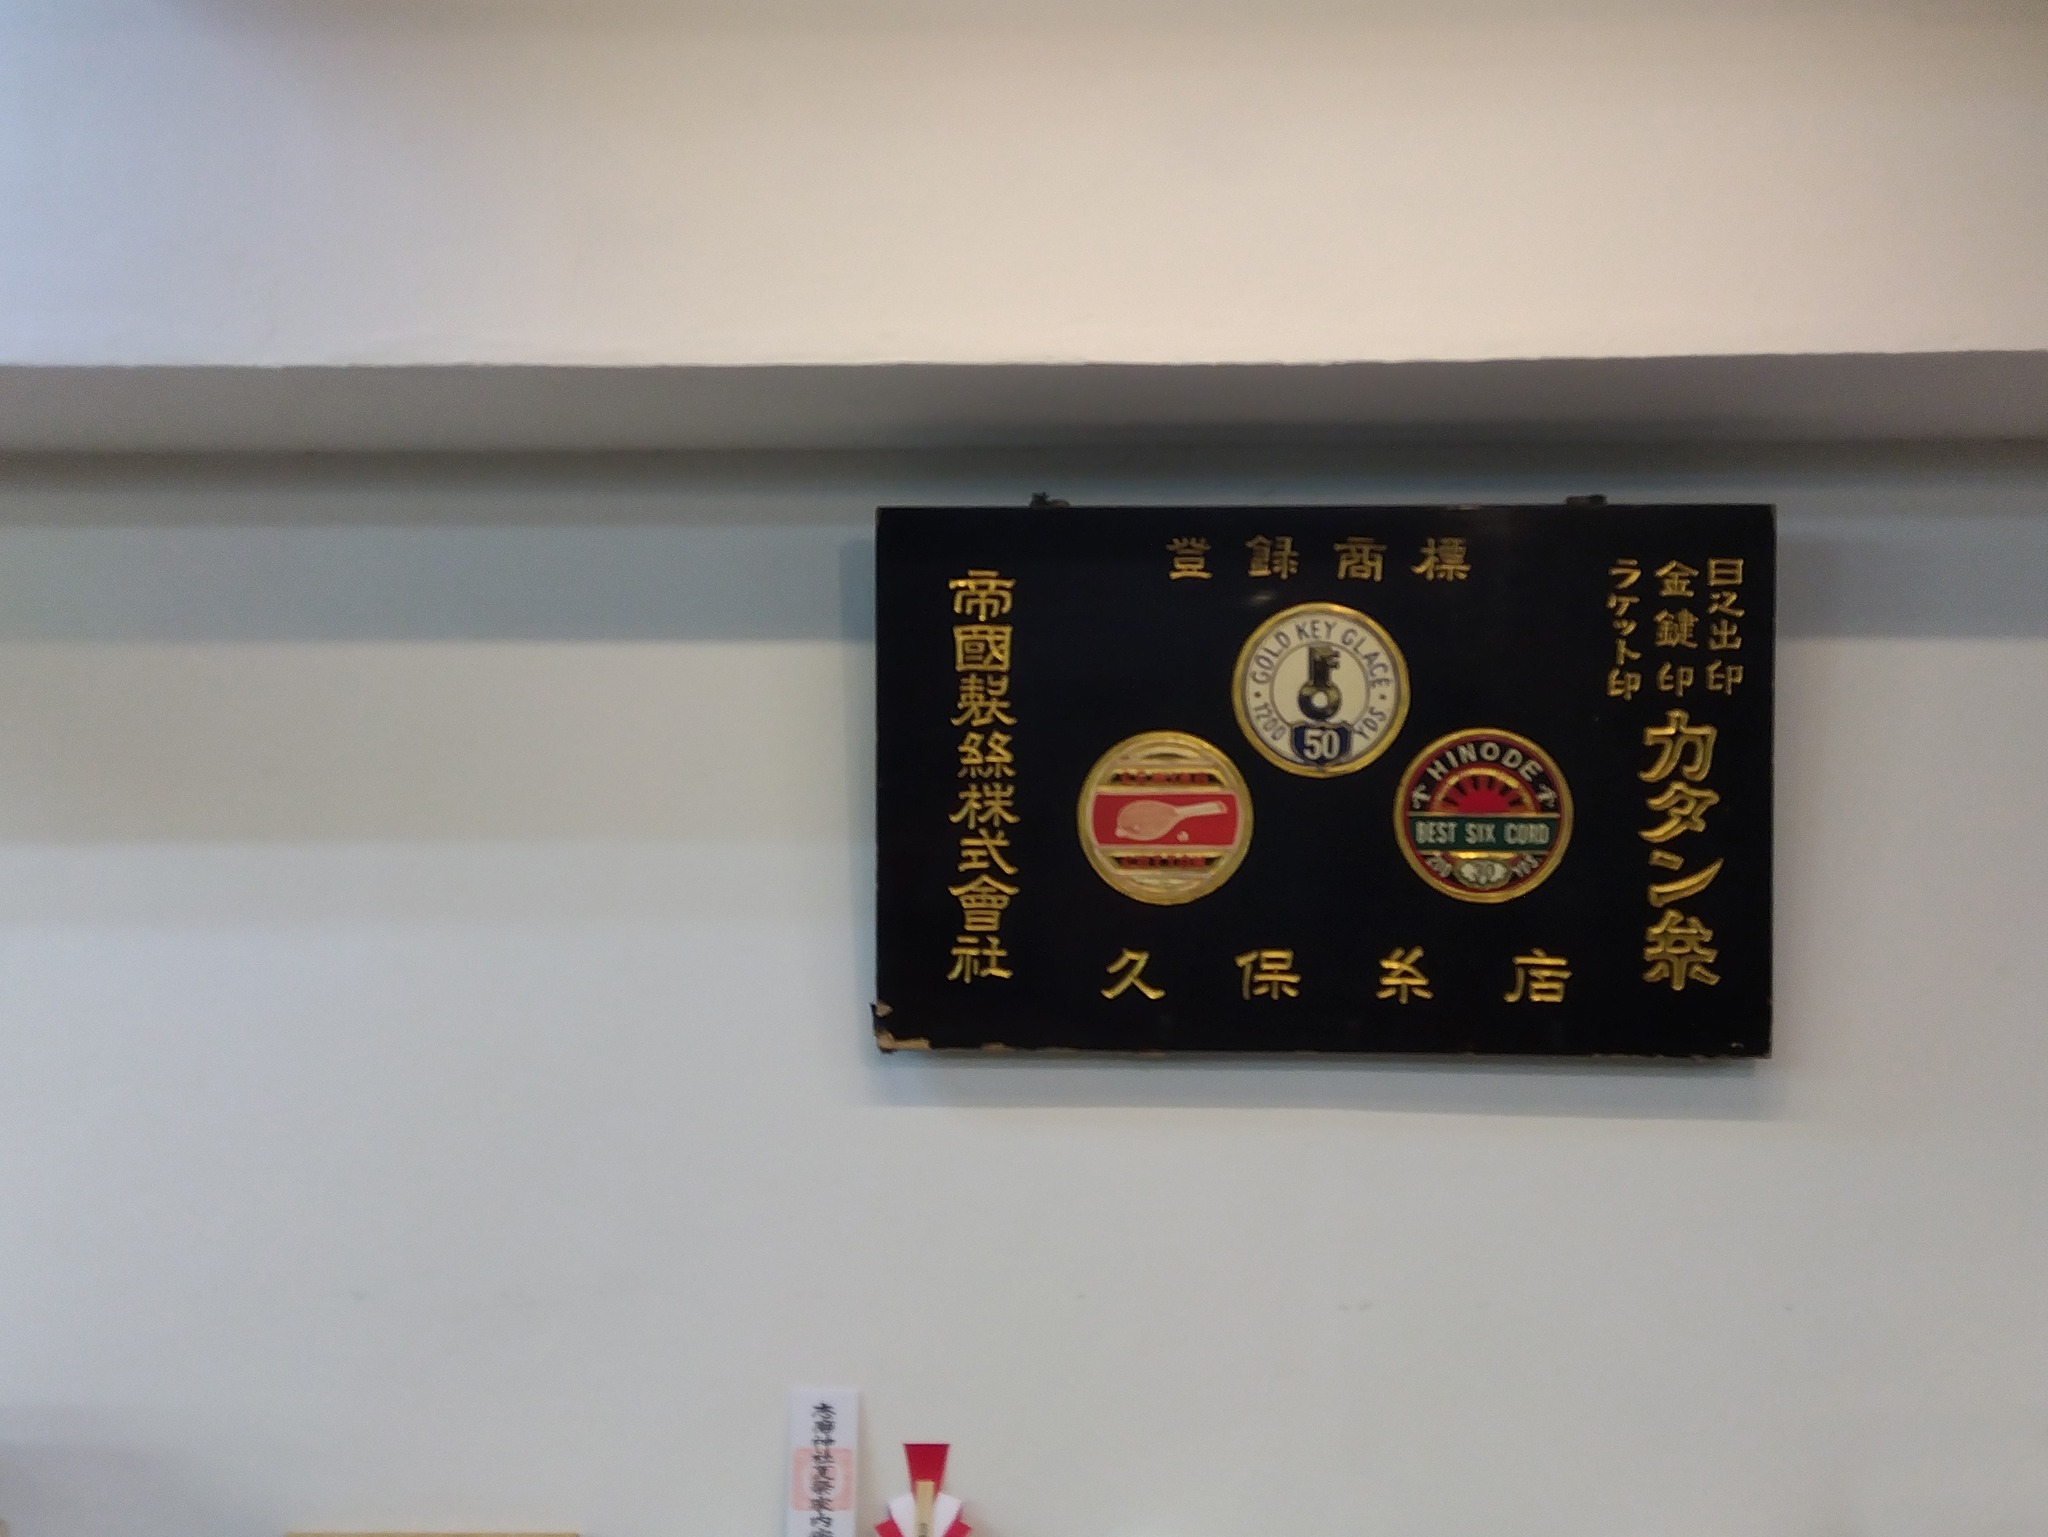 登録商標
日之出印
金鍵印
ラケット印
カタン糸
GOLD KEY GLACE
50
1200 YDS
HINODE
BEST SIX CORD
帝國製絲株式會社
久保糸店